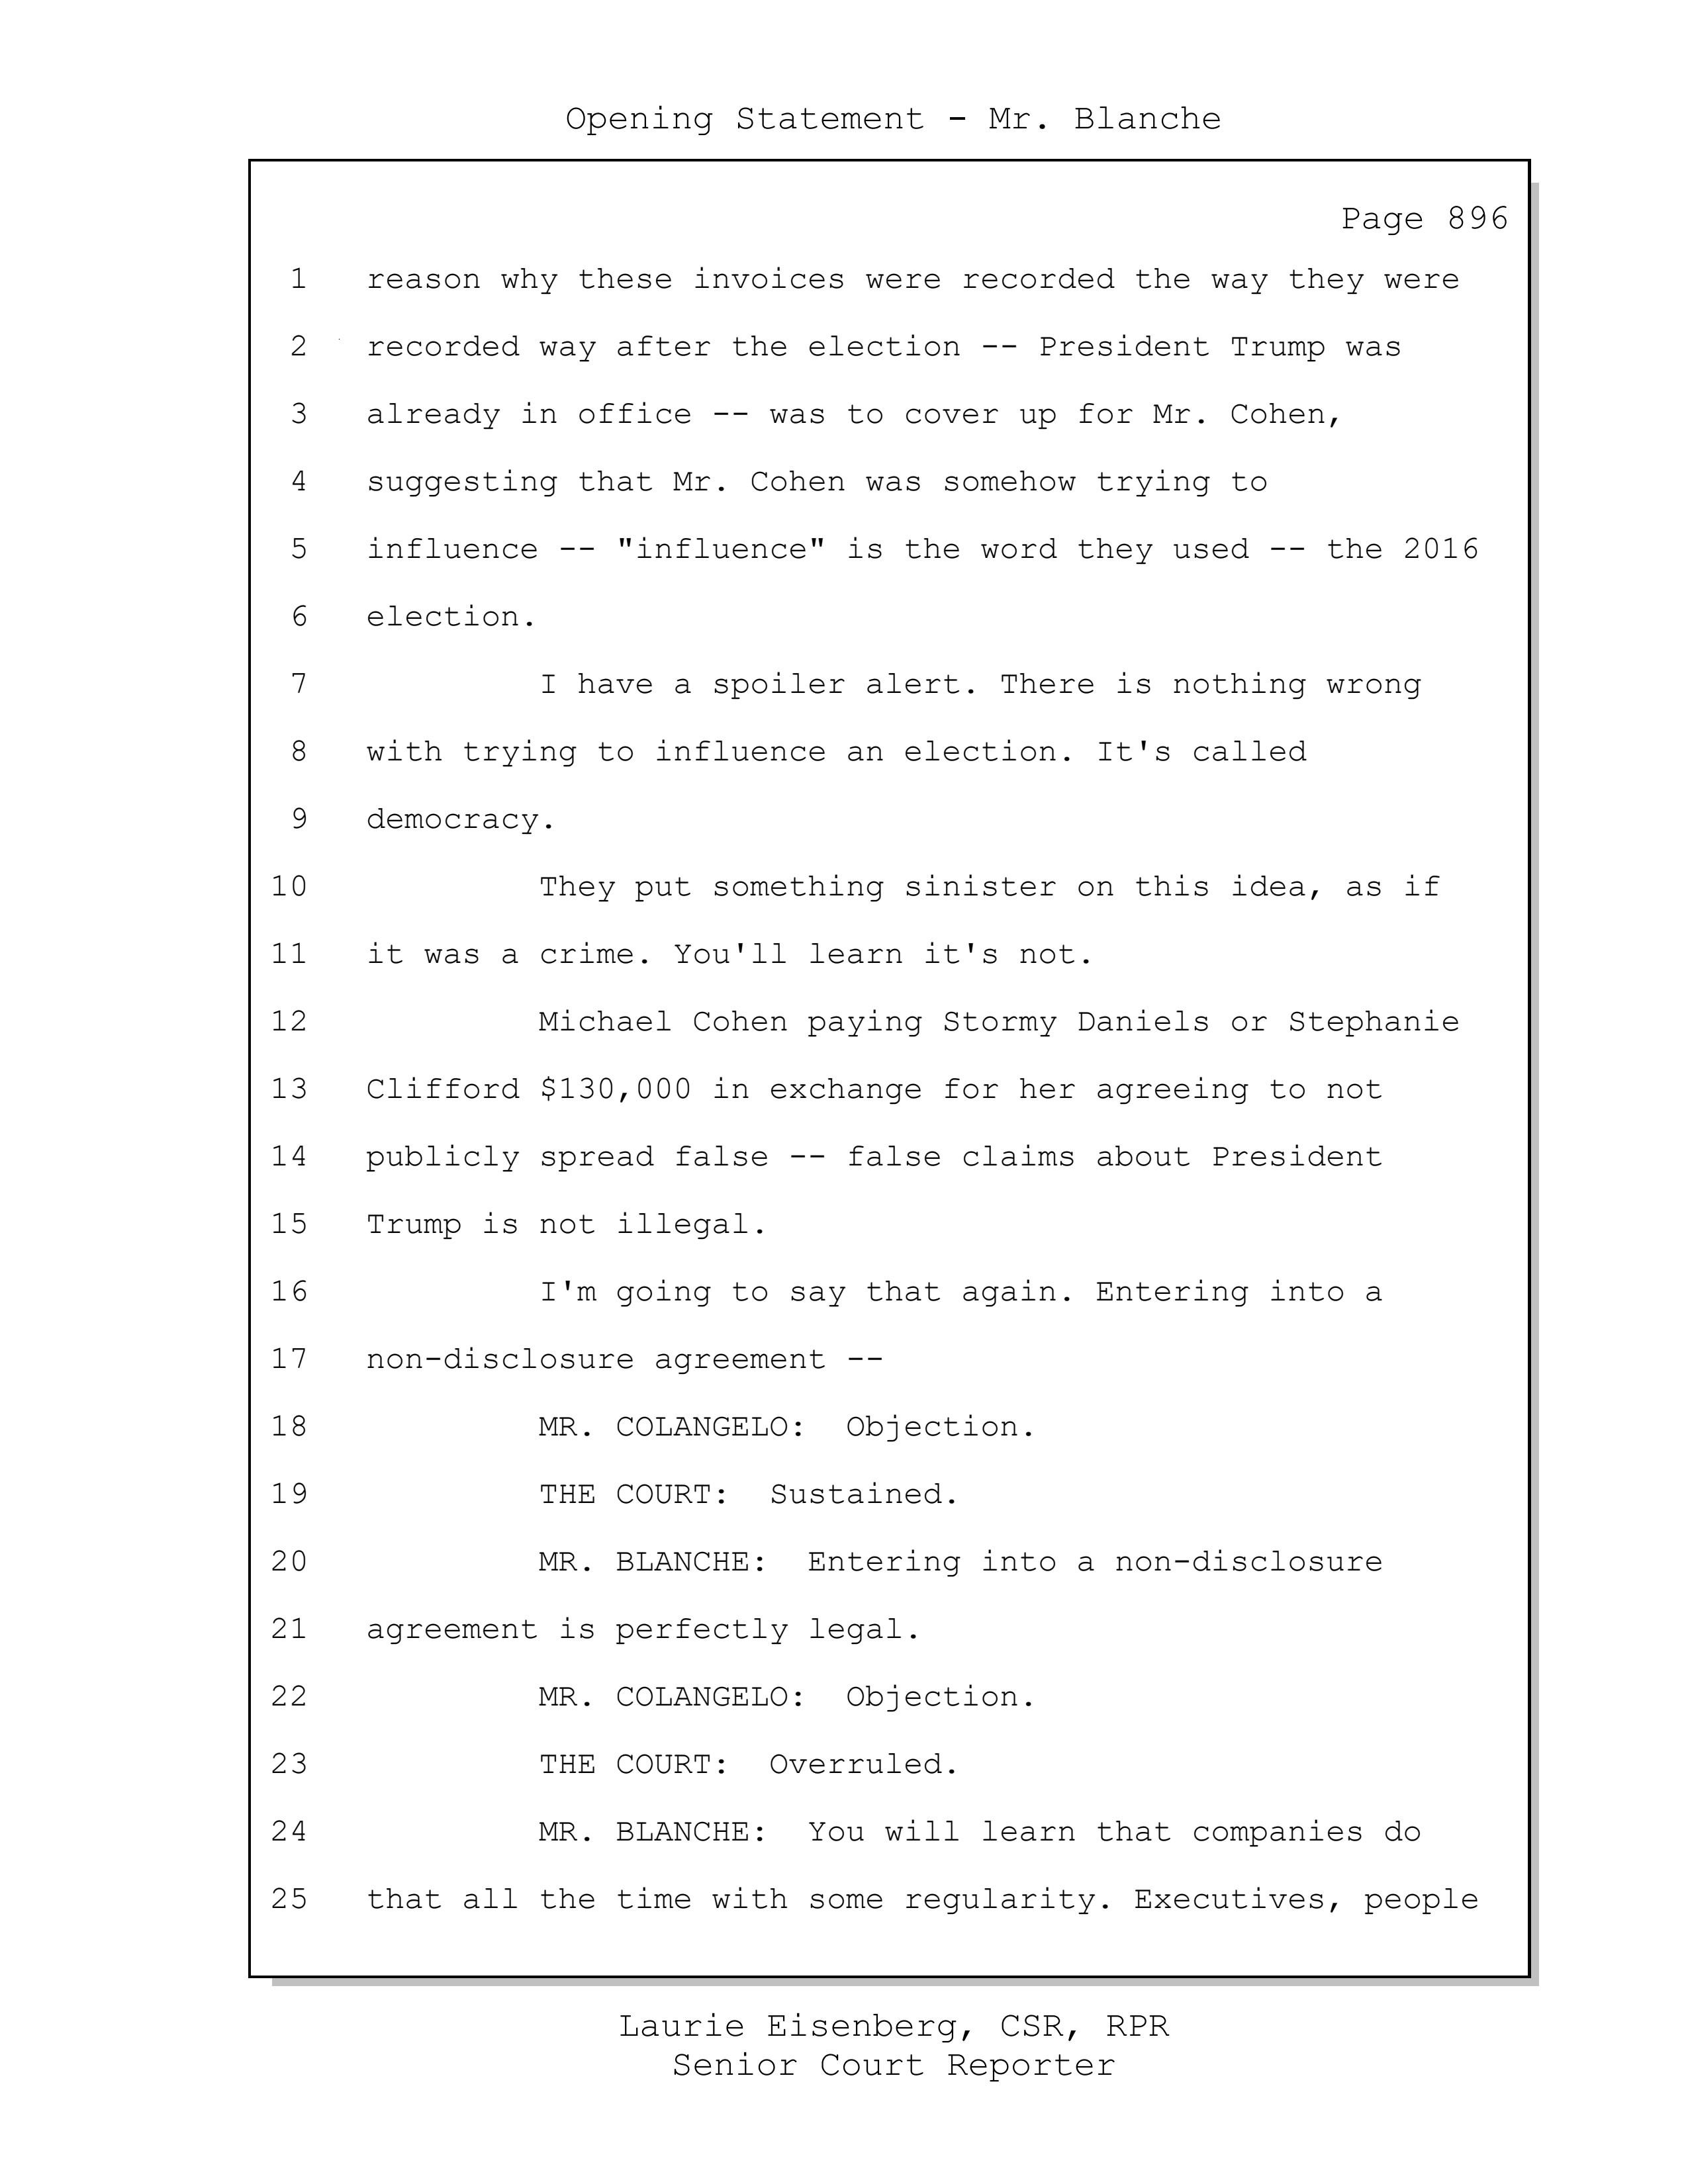 Opening Statement - Mr. Blanche
Page 896
1 reason why these invoices were recorded the way they were
2 recorded way after the election -- President Trump was
3 already in office -- was to cover up for Mr. Cohen,
4 suggesting that Mr. Cohen was somehow trying to
5 influence -- "influence" is the word they used -- the 2016
6 election.
7 I have a spoiler alert. There is nothing wrong
8 with trying to influence an election. It's called
9 democracy.
10 They put something sinister on this idea, as if
11 it was a crime. You'll learn it's not.
12 Michael Cohen paying Stormy Daniels or Stephanie
13 Clifford $130,000 in exchange for her agreeing to not
14 publicly spread false -- false claims about President
15 Trump is not illegal.
16 I'm going to say that again. Entering into a
17 non-disclosure agreement --
18 MR. COLANGELO: Objection.
19 THE COURT: Sustained.
20 MR. BLANCHE: Entering into a non-disclosure
21 agreement is perfectly legal.
22 MR. COLANGELO: Objection.
23 THE COURT: Overruled.
24 MR. BLANCHE: You will learn that companies do
25 that all the time with some regularity. Executives, people
Laurie Eisenberg, CSR, RPR
Senior Court Reporter